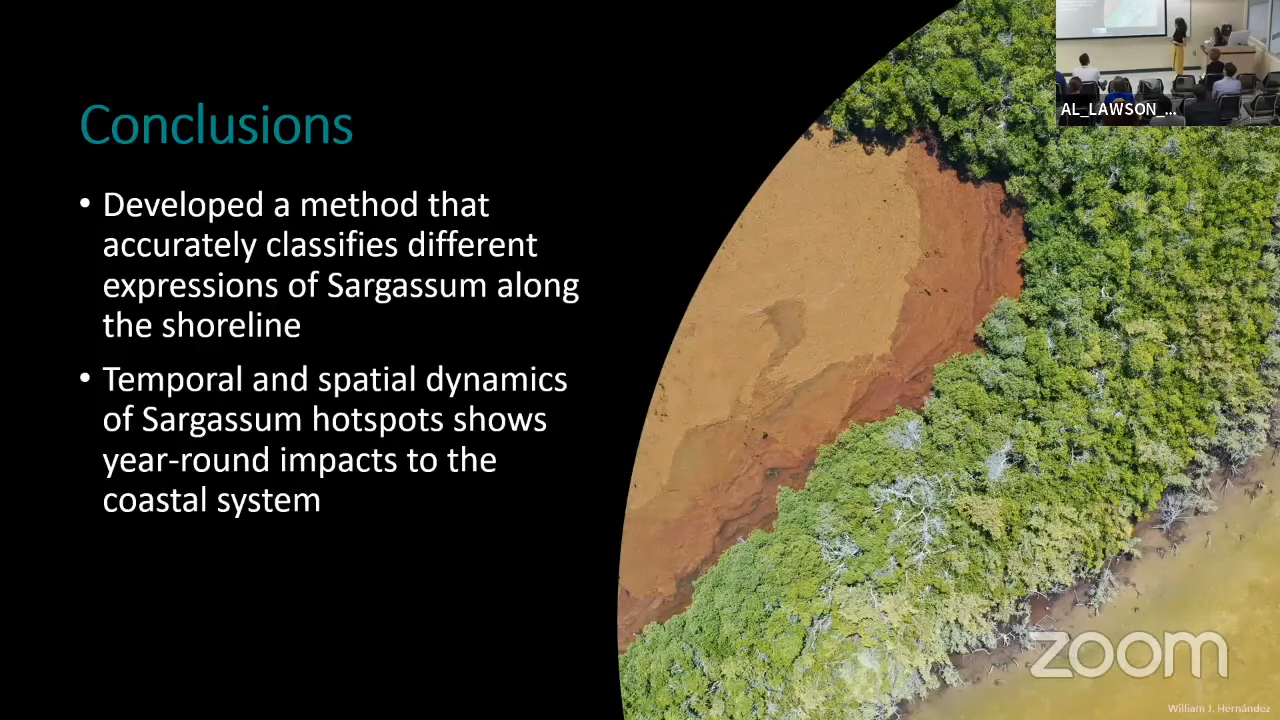 Conclusions
• Developed a method that
accurately classifies different
expressions of Sargassum along
the shoreline
• Temporal and spatial dynamics
of Sargassum hotspots shows
year-round impacts to the
coastal system
AL_LAWSON_...
zoom
William J. Hernández